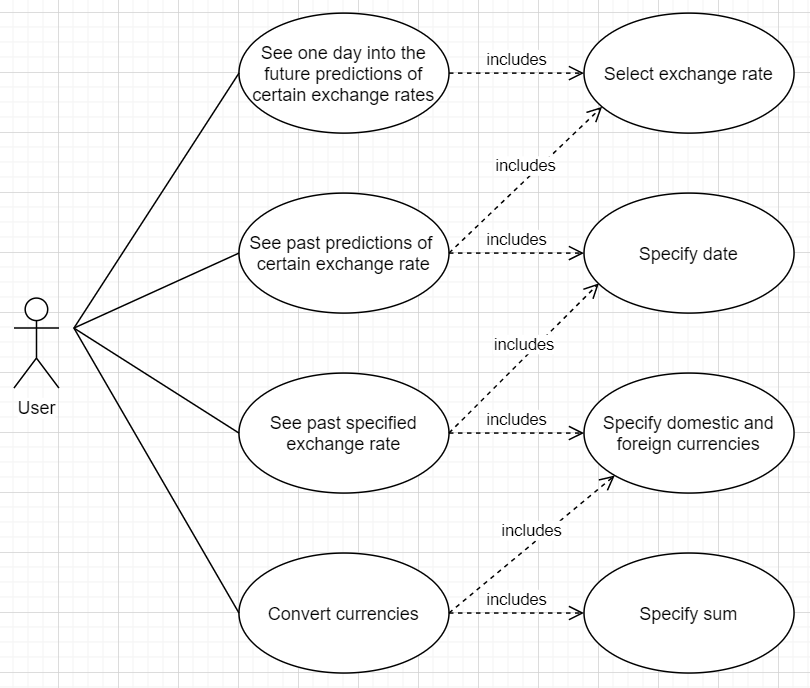 See one day into the
future predictions of
certain exchange rates
includes
Select exchange rate
includes
See past predictions of
certain exchange rate
includes
Specify date
includes
User
See past specified
exchange rate
includes
Specify domestic and
foreign currencies
includes
Convert currencies
includes
Specify sum